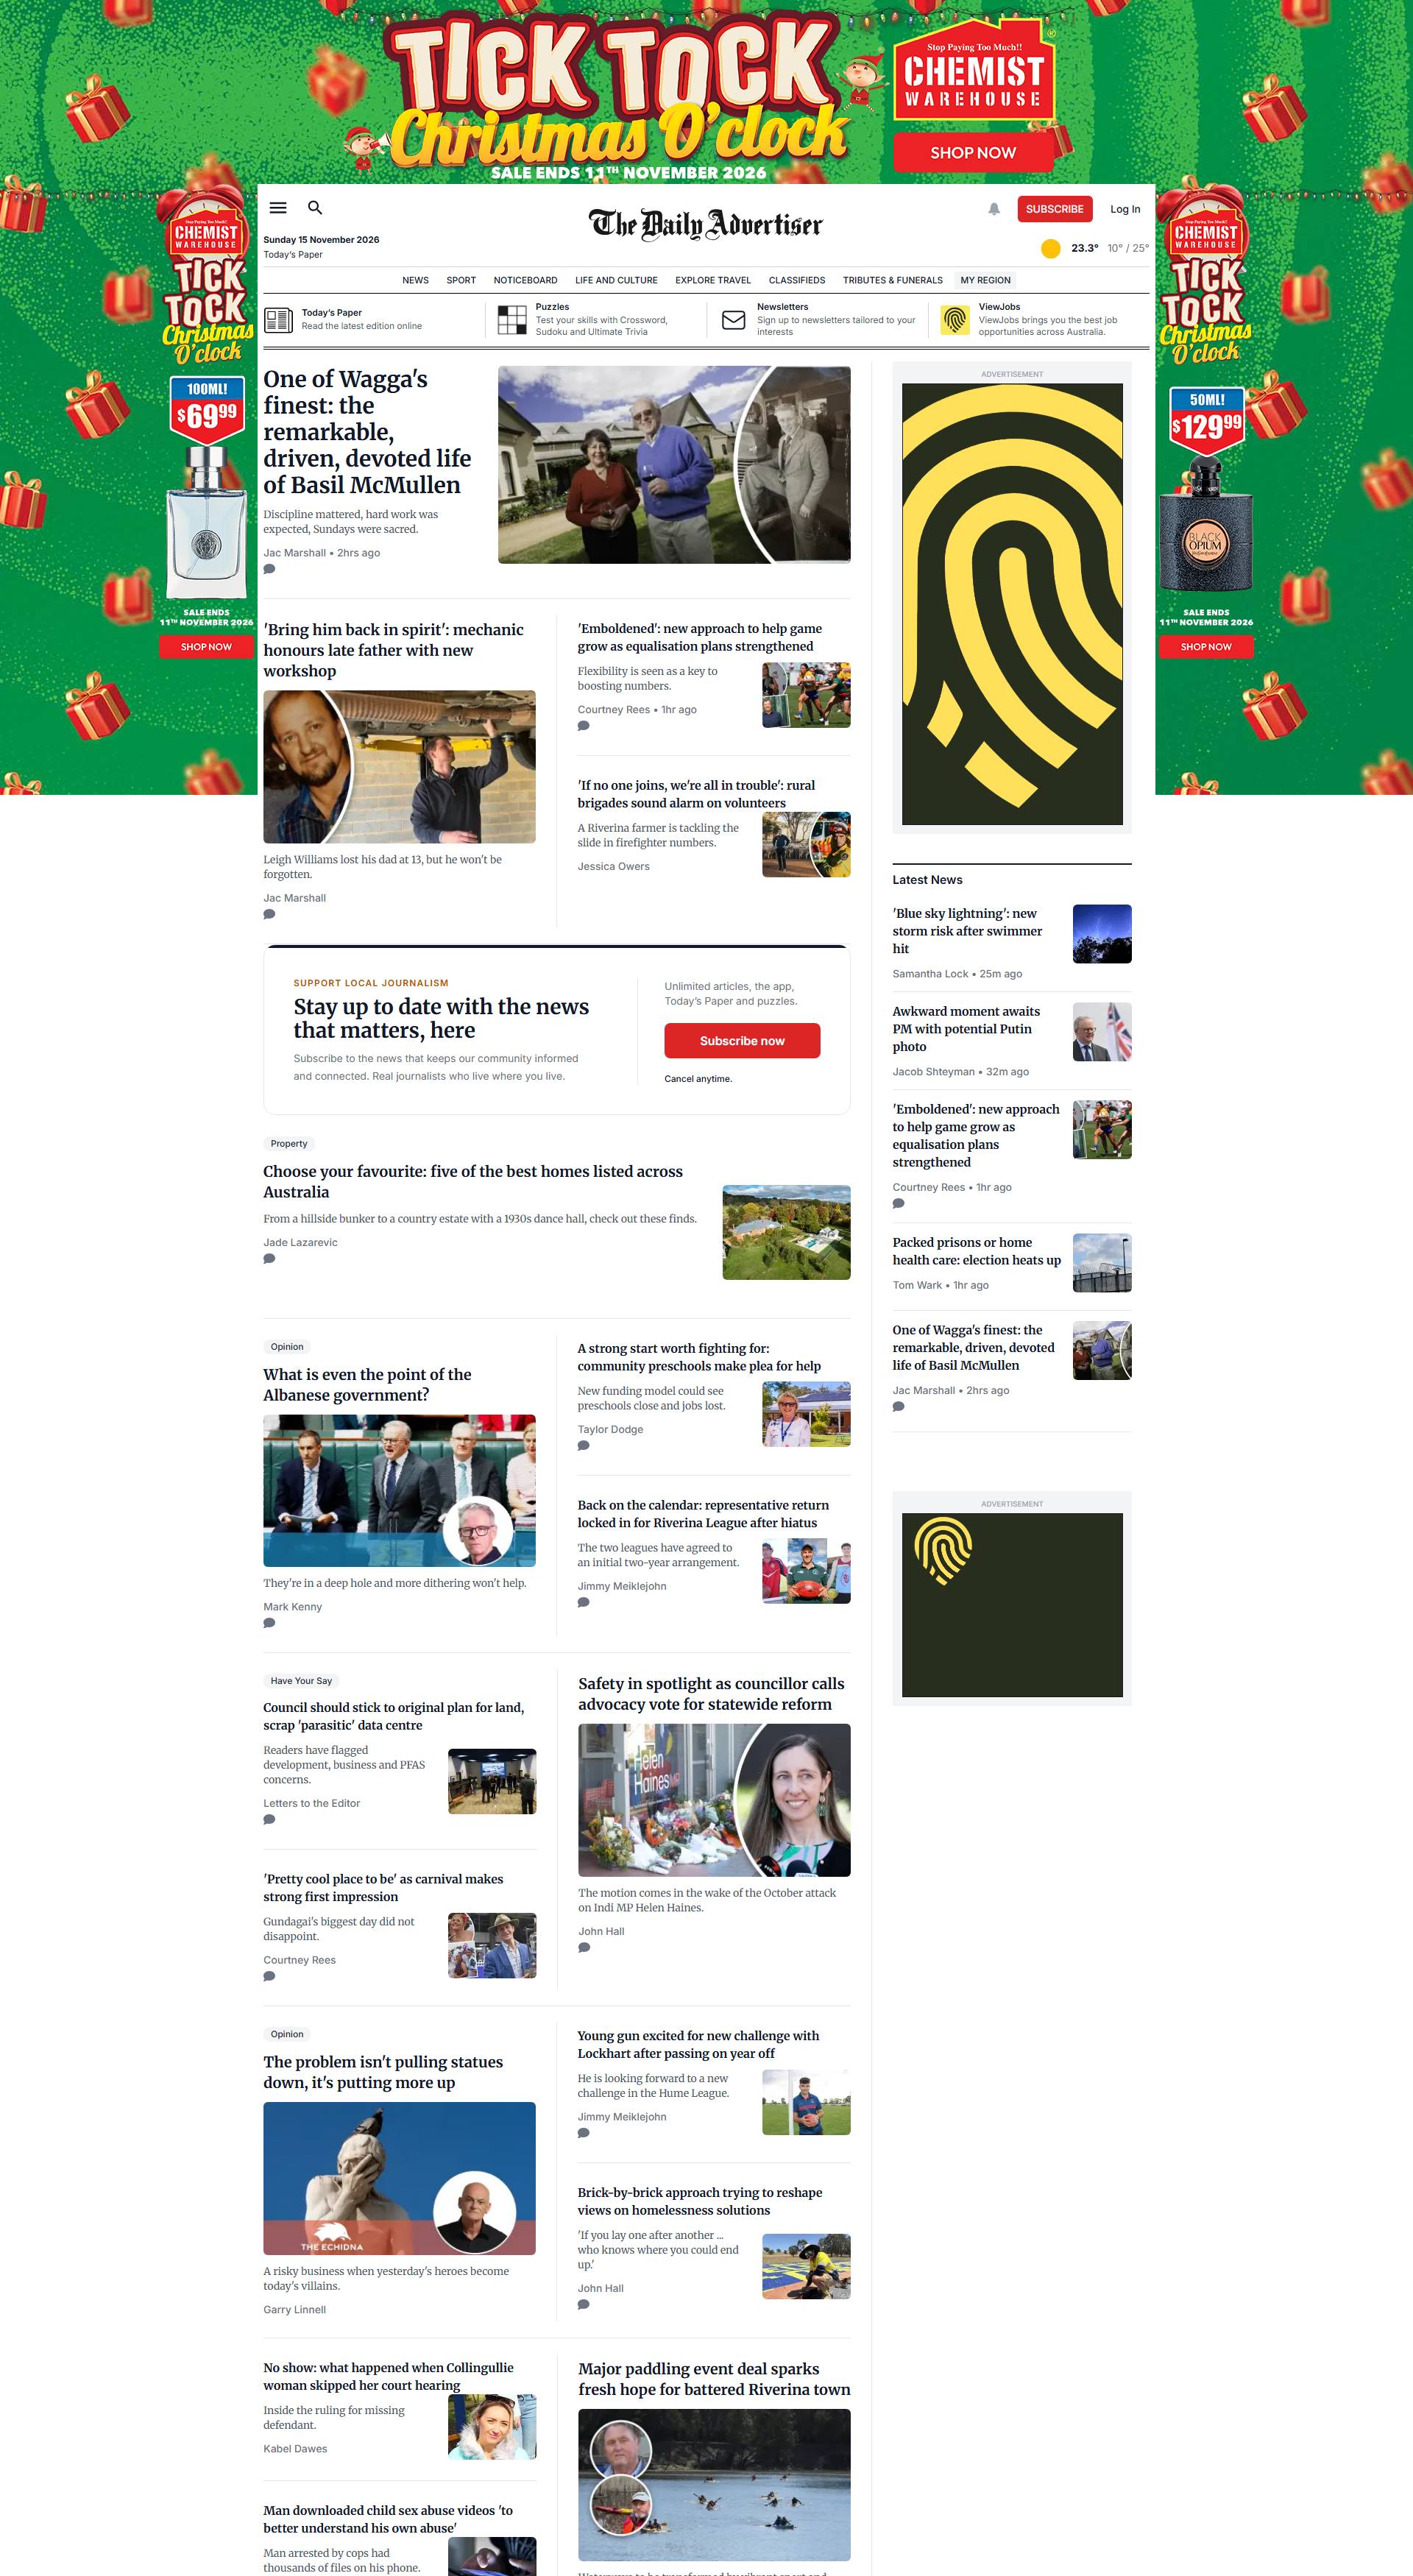 TICK TOCK
Christmas O'clock
SALE ENDS 11TH NOVEMBER 2026
Stop Paying Too Much!!
CHEMIST
WAREHOUSE
®
SHOP NOW
Stop Paying Too Much!!
CHEMIST
WAREHOUSE
TICK
TOCK
Christmas
O'clock
100ML!
$6999
SALE ENDS
11TH NOVEMBER 2026
SHOP NOW
Stop Paying Too Much!!
CHEMIST
WAREHOUSE
TICK
TOCK
Christmas
O'clock
50ML!
$12999
BLACK
OPIUM
SALE ENDS
11TH NOVEMBER 2026
SHOP NOW
The Daily Advertiser
SUBSCRIBE
Log In
Sunday 15 November 2026
Today's Paper
23.3° 10° / 25°
NEWS SPORT NOTICEBOARD LIFE AND CULTURE EXPLORE TRAVEL CLASSIFIEDS TRIBUTES & FUNERALS MY REGION
Today's Paper
Read the latest edition online
Puzzles
Test your skills with Crossword,
Sudoku and Ultimate Trivia
Newsletters
Sign up to newsletters tailored to your
interests
ViewJobs
ViewJobs brings you the best job
opportunities across Australia.
One of Wagga's
finest: the
remarkable,
driven, devoted life
of Basil McMullen
Discipline mattered, hard work was
expected, Sundays were sacred.
Jac Marshall • 2hrs ago
'Bring him back in spirit': mechanic
honours late father with new
workshop
Leigh Williams lost his dad at 13, but he won't be
forgotten.
Jac Marshall
'Emboldened': new approach to help game
grow as equalisation plans strengthened
Flexibility is seen as a key to
boosting numbers.
Courtney Rees • 1hr ago
'If no one joins, we're all in trouble': rural
brigades sound alarm on volunteers
A Riverina farmer is tackling the
slide in firefighter numbers.
Jessica Owers
SUPPORT LOCAL JOURNALISM
Stay up to date with the news
that matters, here
Subscribe to the news that keeps our community informed
and connected. Real journalists who live where you live.
Unlimited articles, the app,
Today's Paper and puzzles.
Subscribe now
Cancel anytime.
Property
Choose your favourite: five of the best homes listed across
Australia
From a hillside bunker to a country estate with a 1930s dance hall, check out these finds.
Jade Lazarevic
Opinion
What is even the point of the
Albanese government?
They're in a deep hole and more dithering won't help.
Mark Kenny
A strong start worth fighting for:
community preschools make plea for help
New funding model could see
preschools close and jobs lost.
Taylor Dodge
Back on the calendar: representative return
locked in for Riverina League after hiatus
The two leagues have agreed to
an initial two-year arrangement.
Jimmy Meiklejohn
Have Your Say
Council should stick to original plan for land,
scrap 'parasitic' data centre
Readers have flagged
development, business and PFAS
concerns.
Letters to the Editor
'Pretty cool place to be' as carnival makes
strong first impression
Gundagai's biggest day did not
disappoint.
Courtney Rees
Safety in spotlight as councillor calls
advocacy vote for statewide reform
Helen
Haines MP
The motion comes in the wake of the October attack
on Indi MP Helen Haines.
John Hall
Opinion
The problem isn't pulling statues
down, it's putting more up
THE ECHIDNA
A risky business when yesterday's heroes become
today's villains.
Garry Linnell
Young gun excited for new challenge with
Lockhart after passing on year off
He is looking forward to a new
challenge in the Hume League.
Jimmy Meiklejohn
Brick-by-brick approach trying to reshape
views on homelessness solutions
'If you lay one after another ...
who knows where you could end
up.'
John Hall
No show: what happened when Collingullie
woman skipped her court hearing
Inside the ruling for missing
defendant.
Kabel Dawes
Man downloaded child sex abuse videos 'to
better understand his own abuse'
Man arrested by cops had
thousands of files on his phone.
Major paddling event deal sparks
fresh hope for battered Riverina town
ADVERTISEMENT
Latest News
'Blue sky lightning': new
storm risk after swimmer
hit
Samantha Lock • 25m ago
Awkward moment awaits
PM with potential Putin
photo
Jacob Shteyman • 32m ago
'Emboldened': new approach
to help game grow as
equalisation plans
strengthened
Courtney Rees • 1hr ago
Packed prisons or home
health care: election heats up
Tom Wark • 1hr ago
One of Wagga's finest: the
remarkable, driven, devoted
life of Basil McMullen
Jac Marshall • 2hrs ago
ADVERTISEMENT